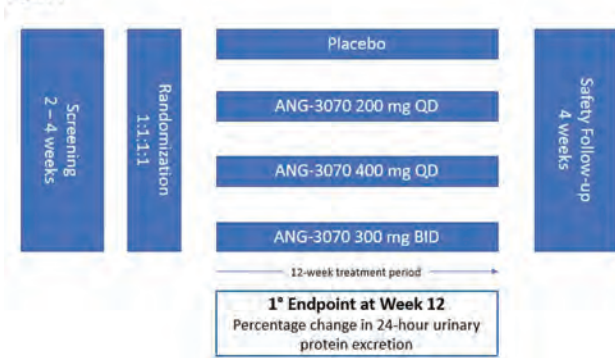 Screening
2 – 4 weeks
Randomization
1:1.1:1
Placebo
ANG-3070 200 mg QD
ANG-3070 400 mg QD
ANG-3070 300 mg BID
12-week treatment period
1° Endpoint at Week 12
Percentage change in 24-hour urinary
protein excretion
Safety Follow-up
4 weeks